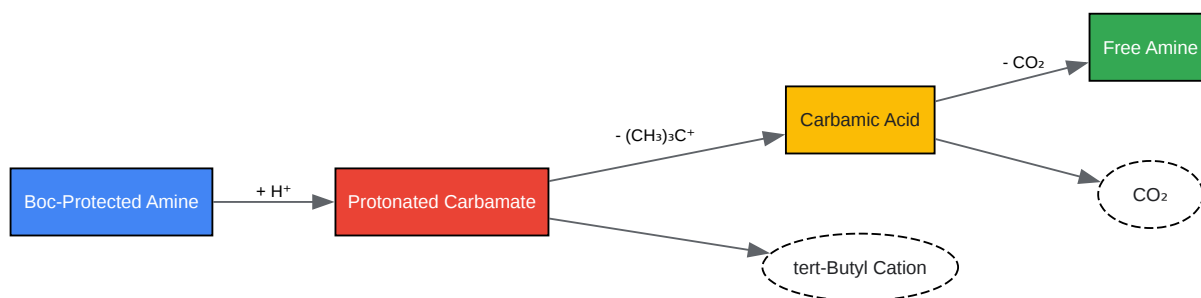 Boc-Protected Amine
+ H⁺
Protonated Carbamate
- (CH₃)₃C⁺
tert-Butyl Cation
Carbamic Acid
- CO₂
Free Amine
CO₂